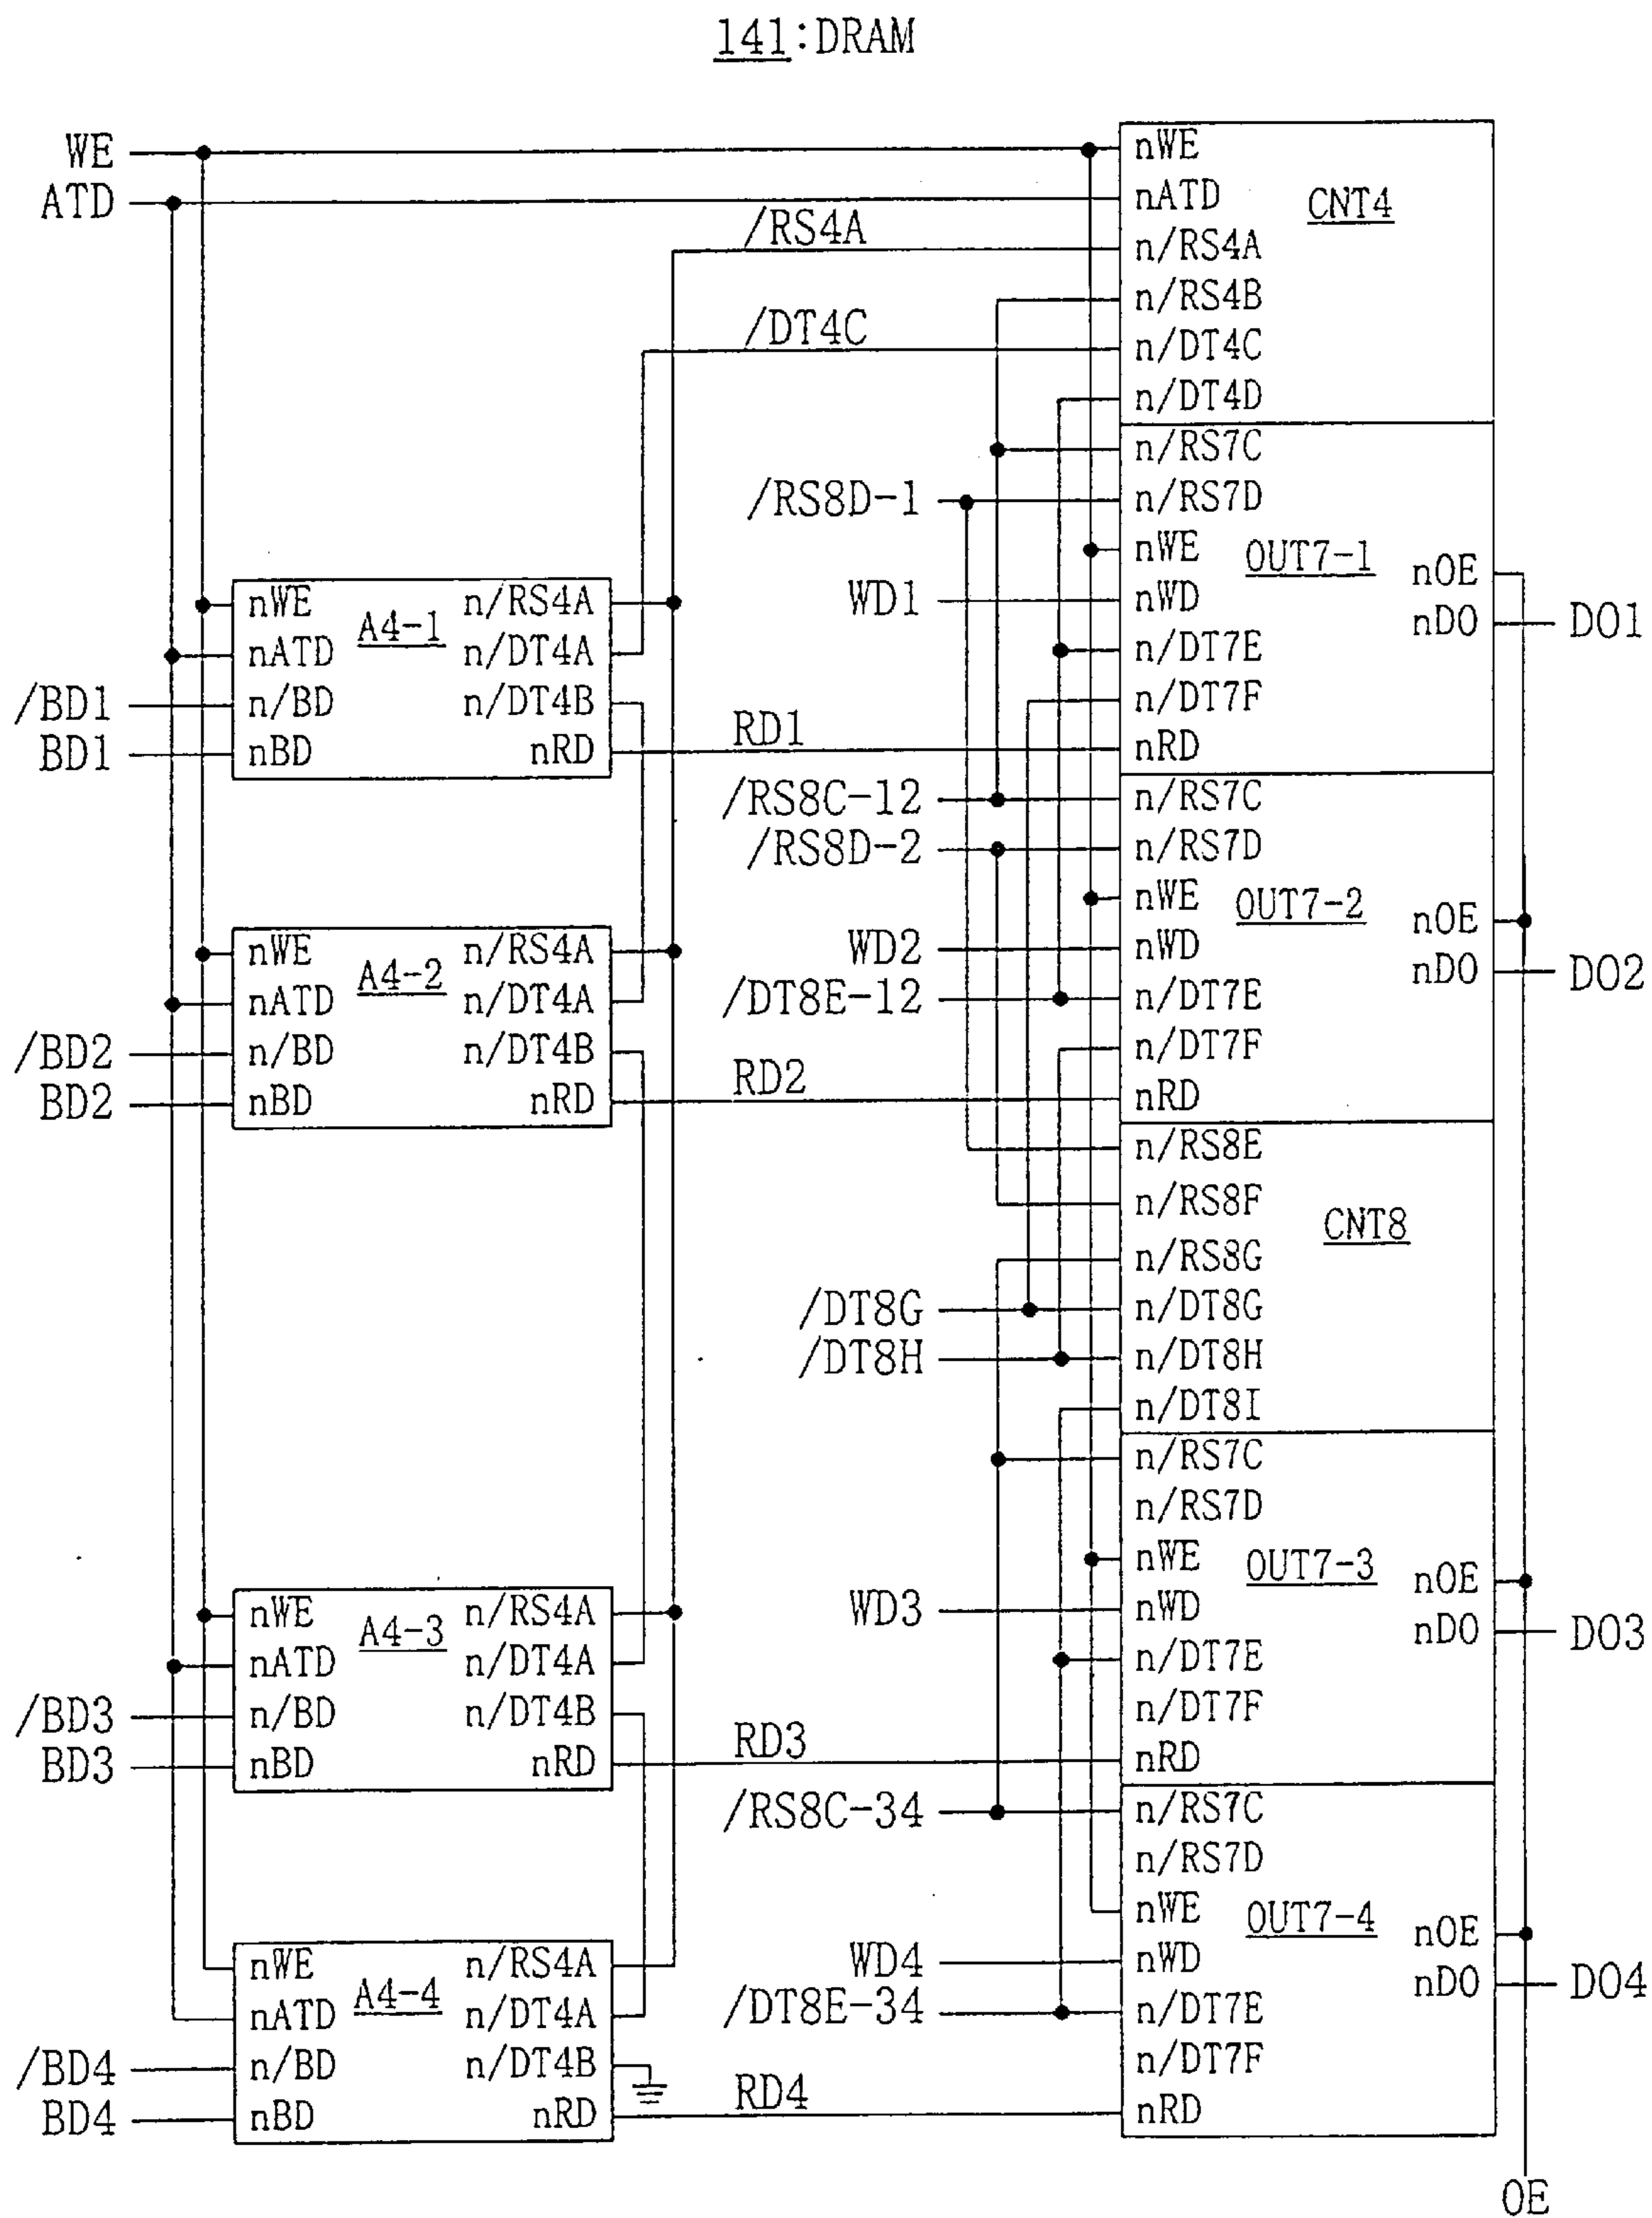 141:DRAM
WE
ATD
/RS4A
/DT4C
nWE
nATD
n/RS4A
n/RS4B
n/DT4C
n/DT4D
CNT4
/RS8D-1
WD1
n/RS7C
n/RS7D
nWE
nWD
n/DT7E
n/DT7F
nRD
OUT7-1
nOE
nDO
DO1
/BD1
BD1
nWE
nATD
n/BD
nBD
A4-1
n/RS4A
n/DT4A
n/DT4B
nRD
RD1
/RS8C-12
/RS8D-2
WD2
/DT8E-12
n/RS7C
n/RS7D
nWE
nWD
n/DT7E
n/DT7F
nRD
OUT7-2
nOE
nDO
DO2
/BD2
BD2
nWE
nATD
n/BD
nBD
A4-2
n/RS4A
n/DT4A
n/DT4B
nRD
RD2
/DT8G
/DT8H
n/RS8E
n/RS8F
n/RS8G
n/DT8G
n/DT8H
n/DT8I
CNT8
n/RS7C
n/RS7D
nWE
nWD
n/DT7E
n/DT7F
nRD
OUT7-3
nOE
nDO
DO3
WD3
/BD3
BD3
nWE
nATD
n/BD
nBD
A4-3
n/RS4A
n/DT4A
n/DT4B
nRD
RD3
/RS8C-34
WD4
/DT8E-34
n/RS7C
n/RS7D
nWE
nWD
n/DT7E
n/DT7F
nRD
OUT7-4
nOE
nDO
DO4
/BD4
BD4
nWE
nATD
n/BD
nBD
A4-4
n/RS4A
n/DT4A
n/DT4B
nRD
RD4
OE